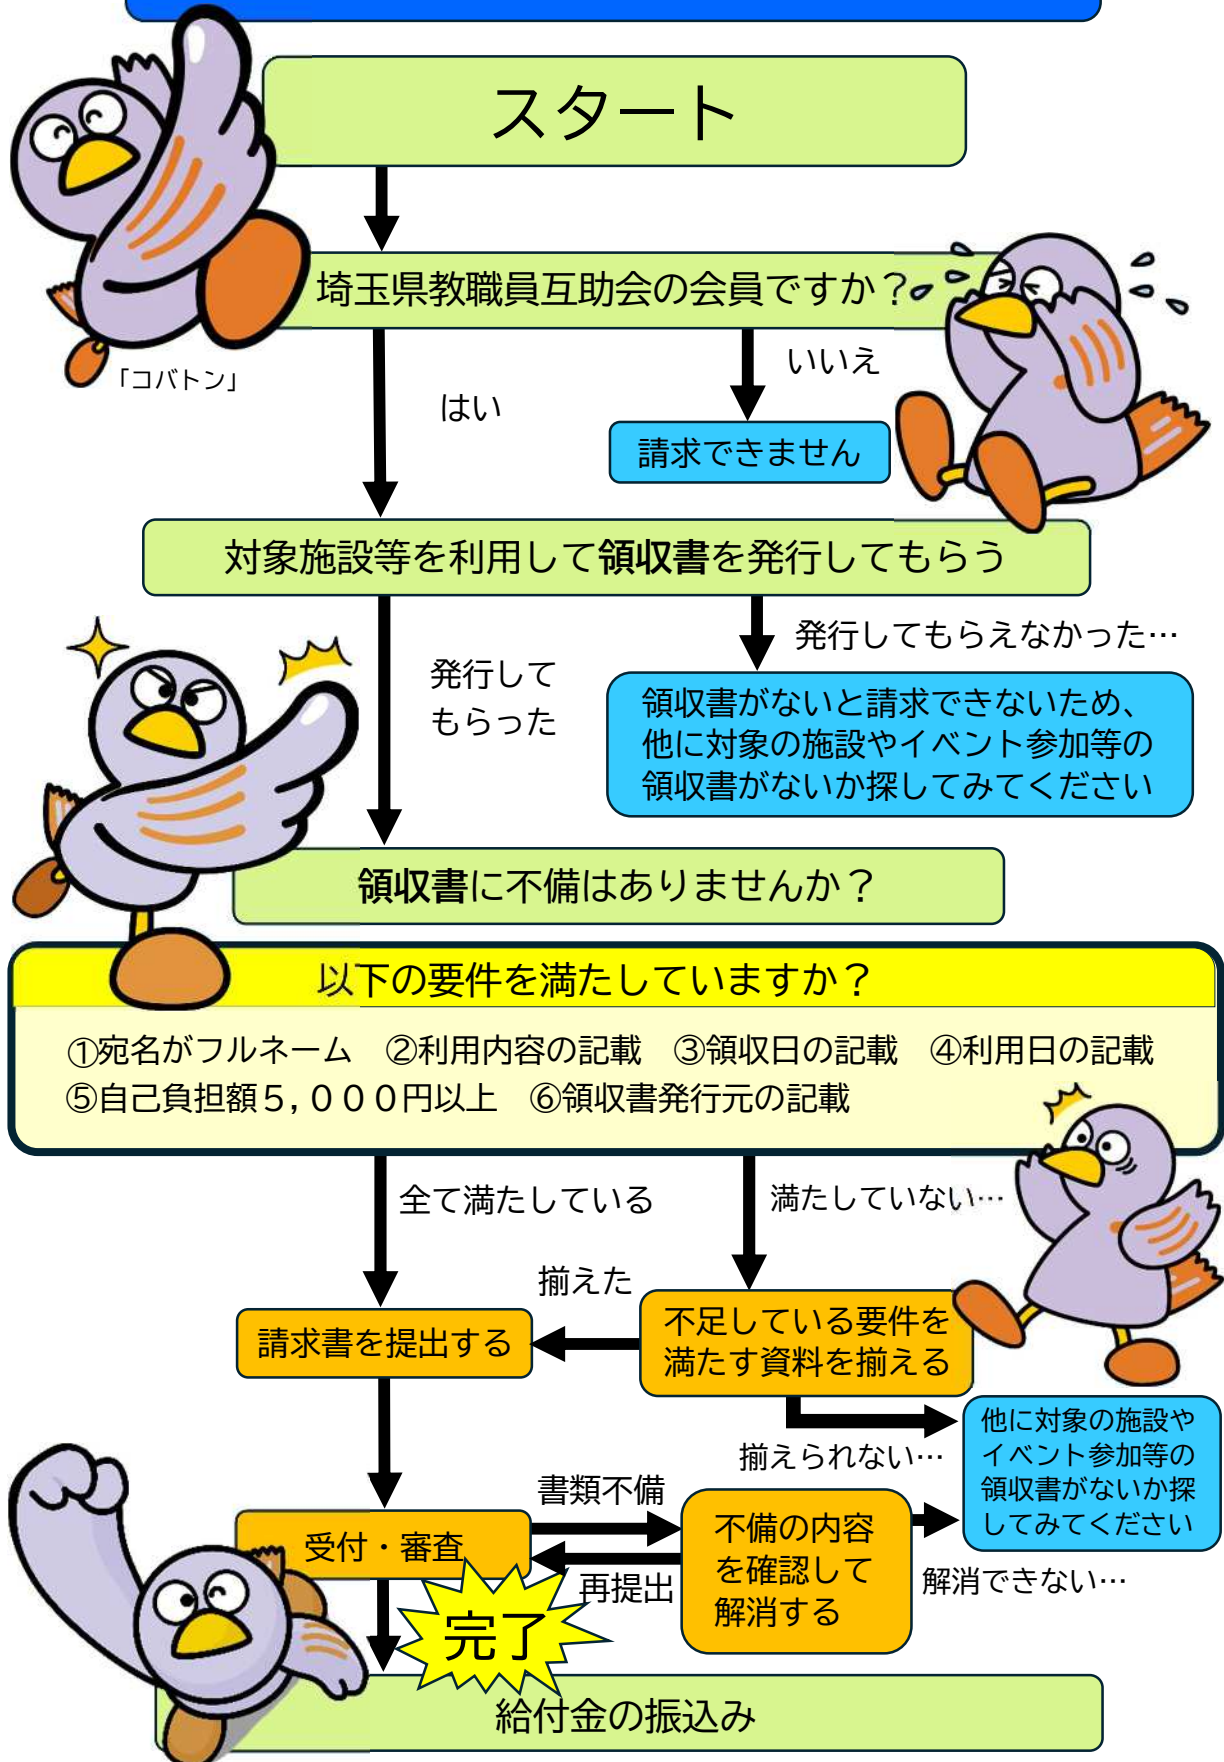 スタート
埼玉県教職員互助会の会員ですか？
「コバトン」
はい
いいえ
請求できません
対象施設等を利用して領収書を発行してもらう
発行して
もらった
発行してもらえなかった…
領収書がないと請求できないため、
他に対象の施設やイベント参加等の
領収書がないか探してみてください
領収書に不備はありませんか？
以下の要件を満たしていますか？
①宛名がフルネーム　②利用内容の記載　③領収日の記載　④利用日の記載
⑤自己負担額５,０００円以上　⑥領収書発行元の記載
全て満たしている
満たしていない…
揃えた
請求書を提出する
不足している要件を
満たす資料を揃える
揃えられない…
他に対象の施設や
イベント参加等の
領収書がないか探
してみてください
書類不備
受付・審査
再提出
不備の内容
を確認して
解消する
解消できない…
完了
給付金の振込み